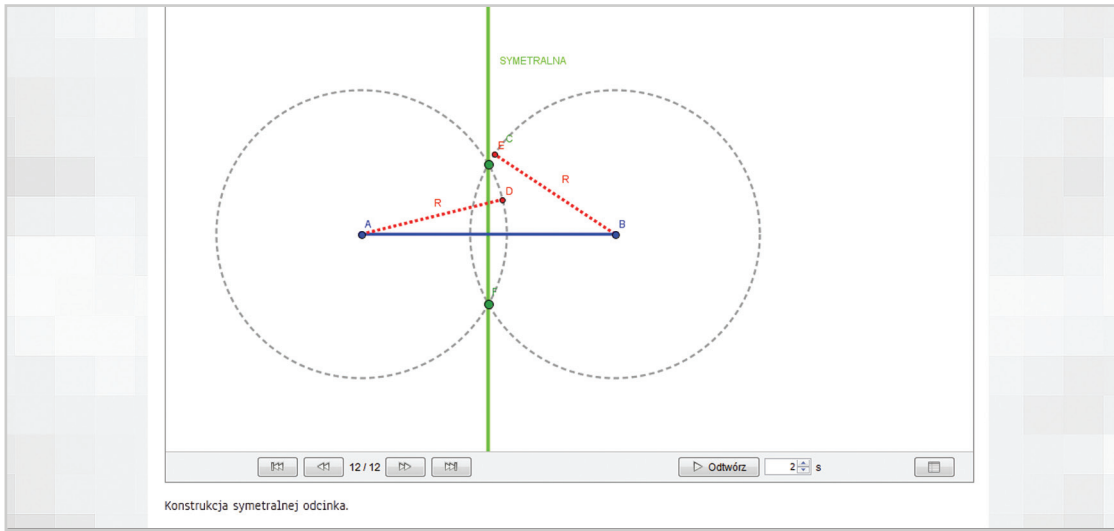 SYMETRALNA
C
E
R
D
R
A
B
F
12 / 12
Odtwórz
2 s
Konstrukcja symetralnej odcinka.